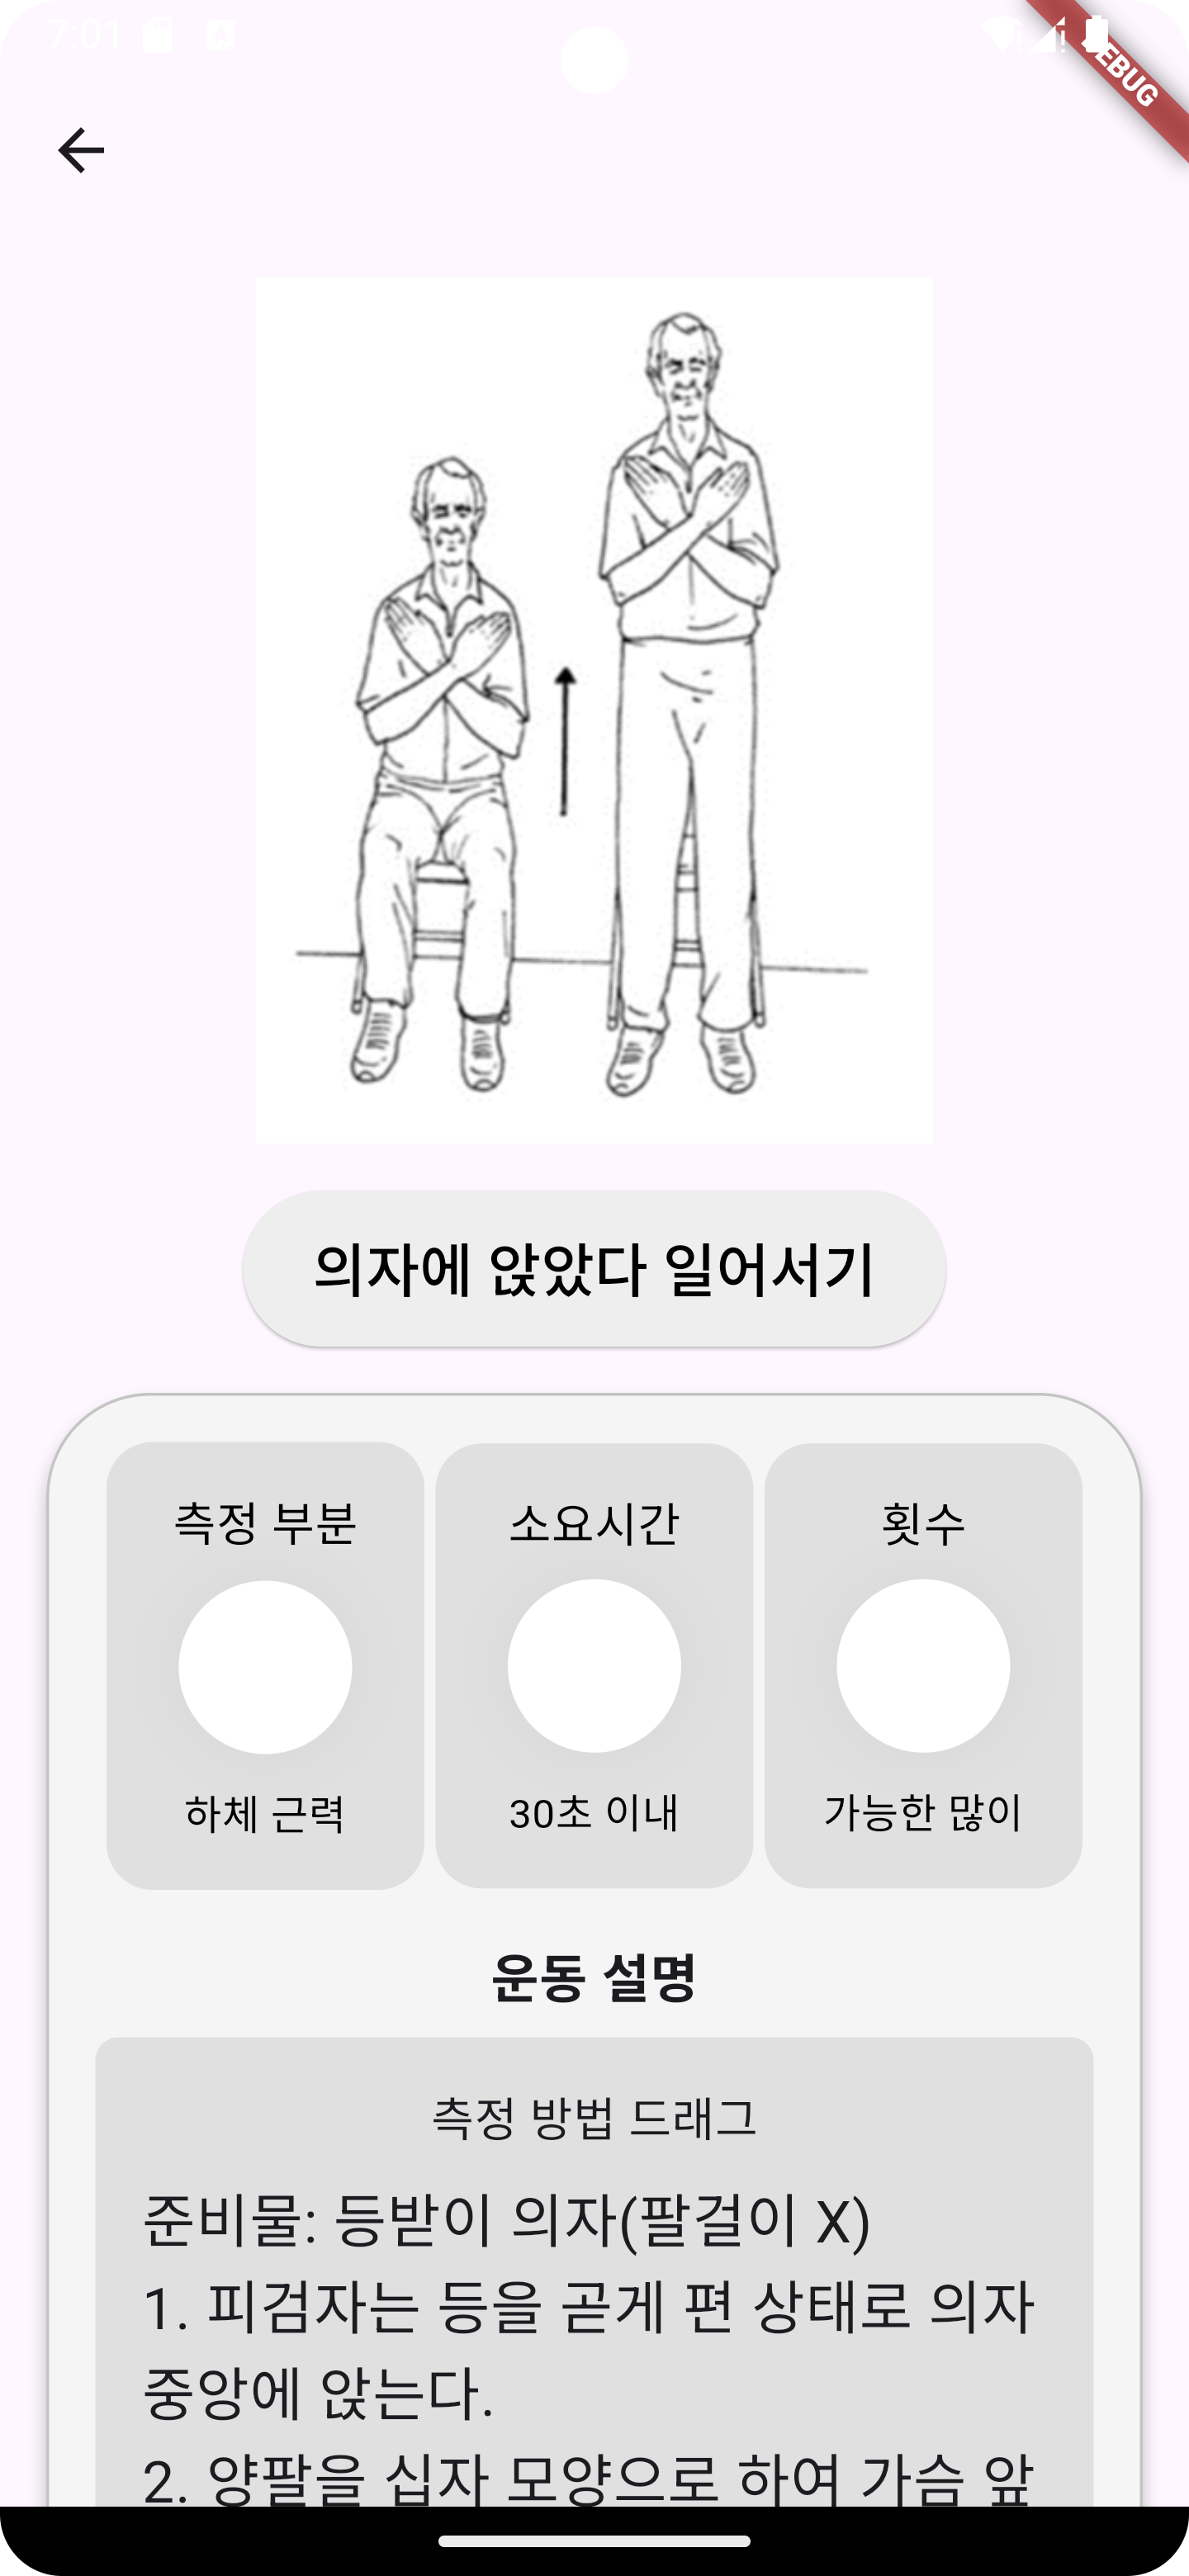 7:01
DEBUG
의자에 앉았다 일어서기
측정 부분
소요시간
횟수
하체 근력
30초 이내
가능한 많이
운동 설명
측정 방법 드래그
준비물: 등받이 의자(팔걸이 X)
1. 피검자는 등을 곧게 편 상태로 의자
중앙에 앉는다.
2. 양팔을 십자 모양으로 하여 가슴 앞